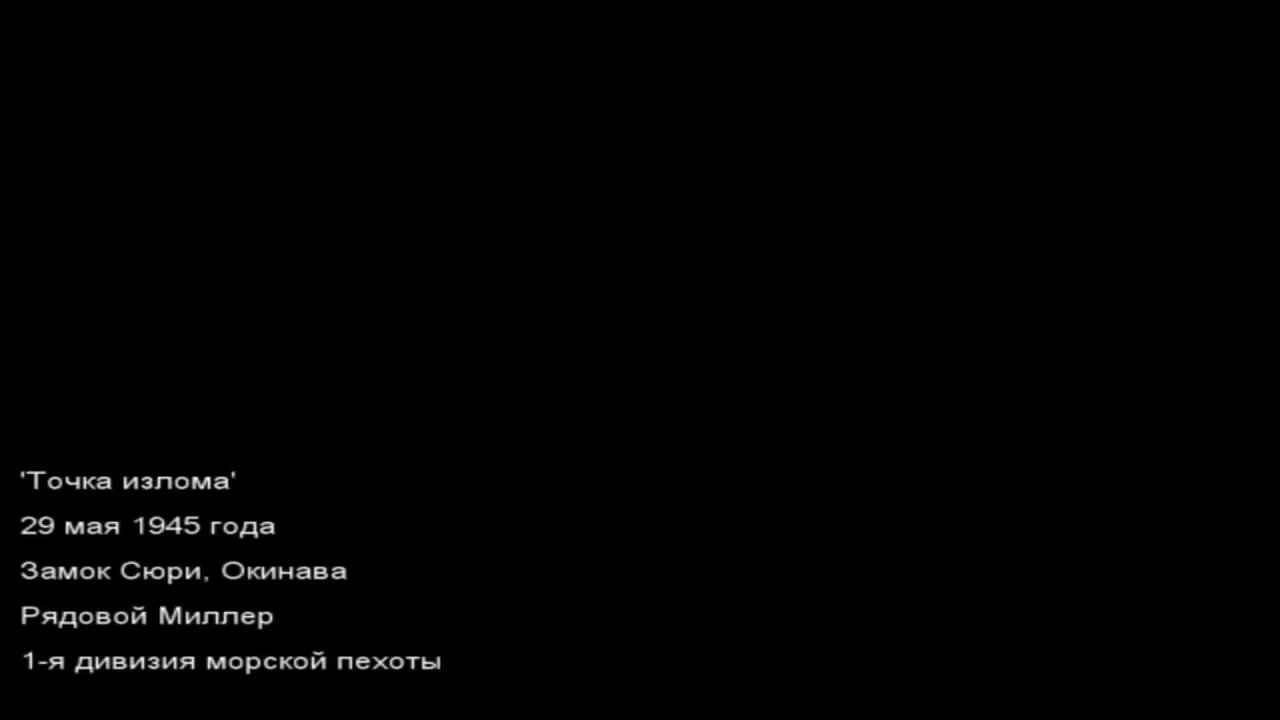 'Точка излома'
29 мая 1945 года
Замок Сюри, Окинава
Рядовой Миллер
1-я дивизия морской пехоты